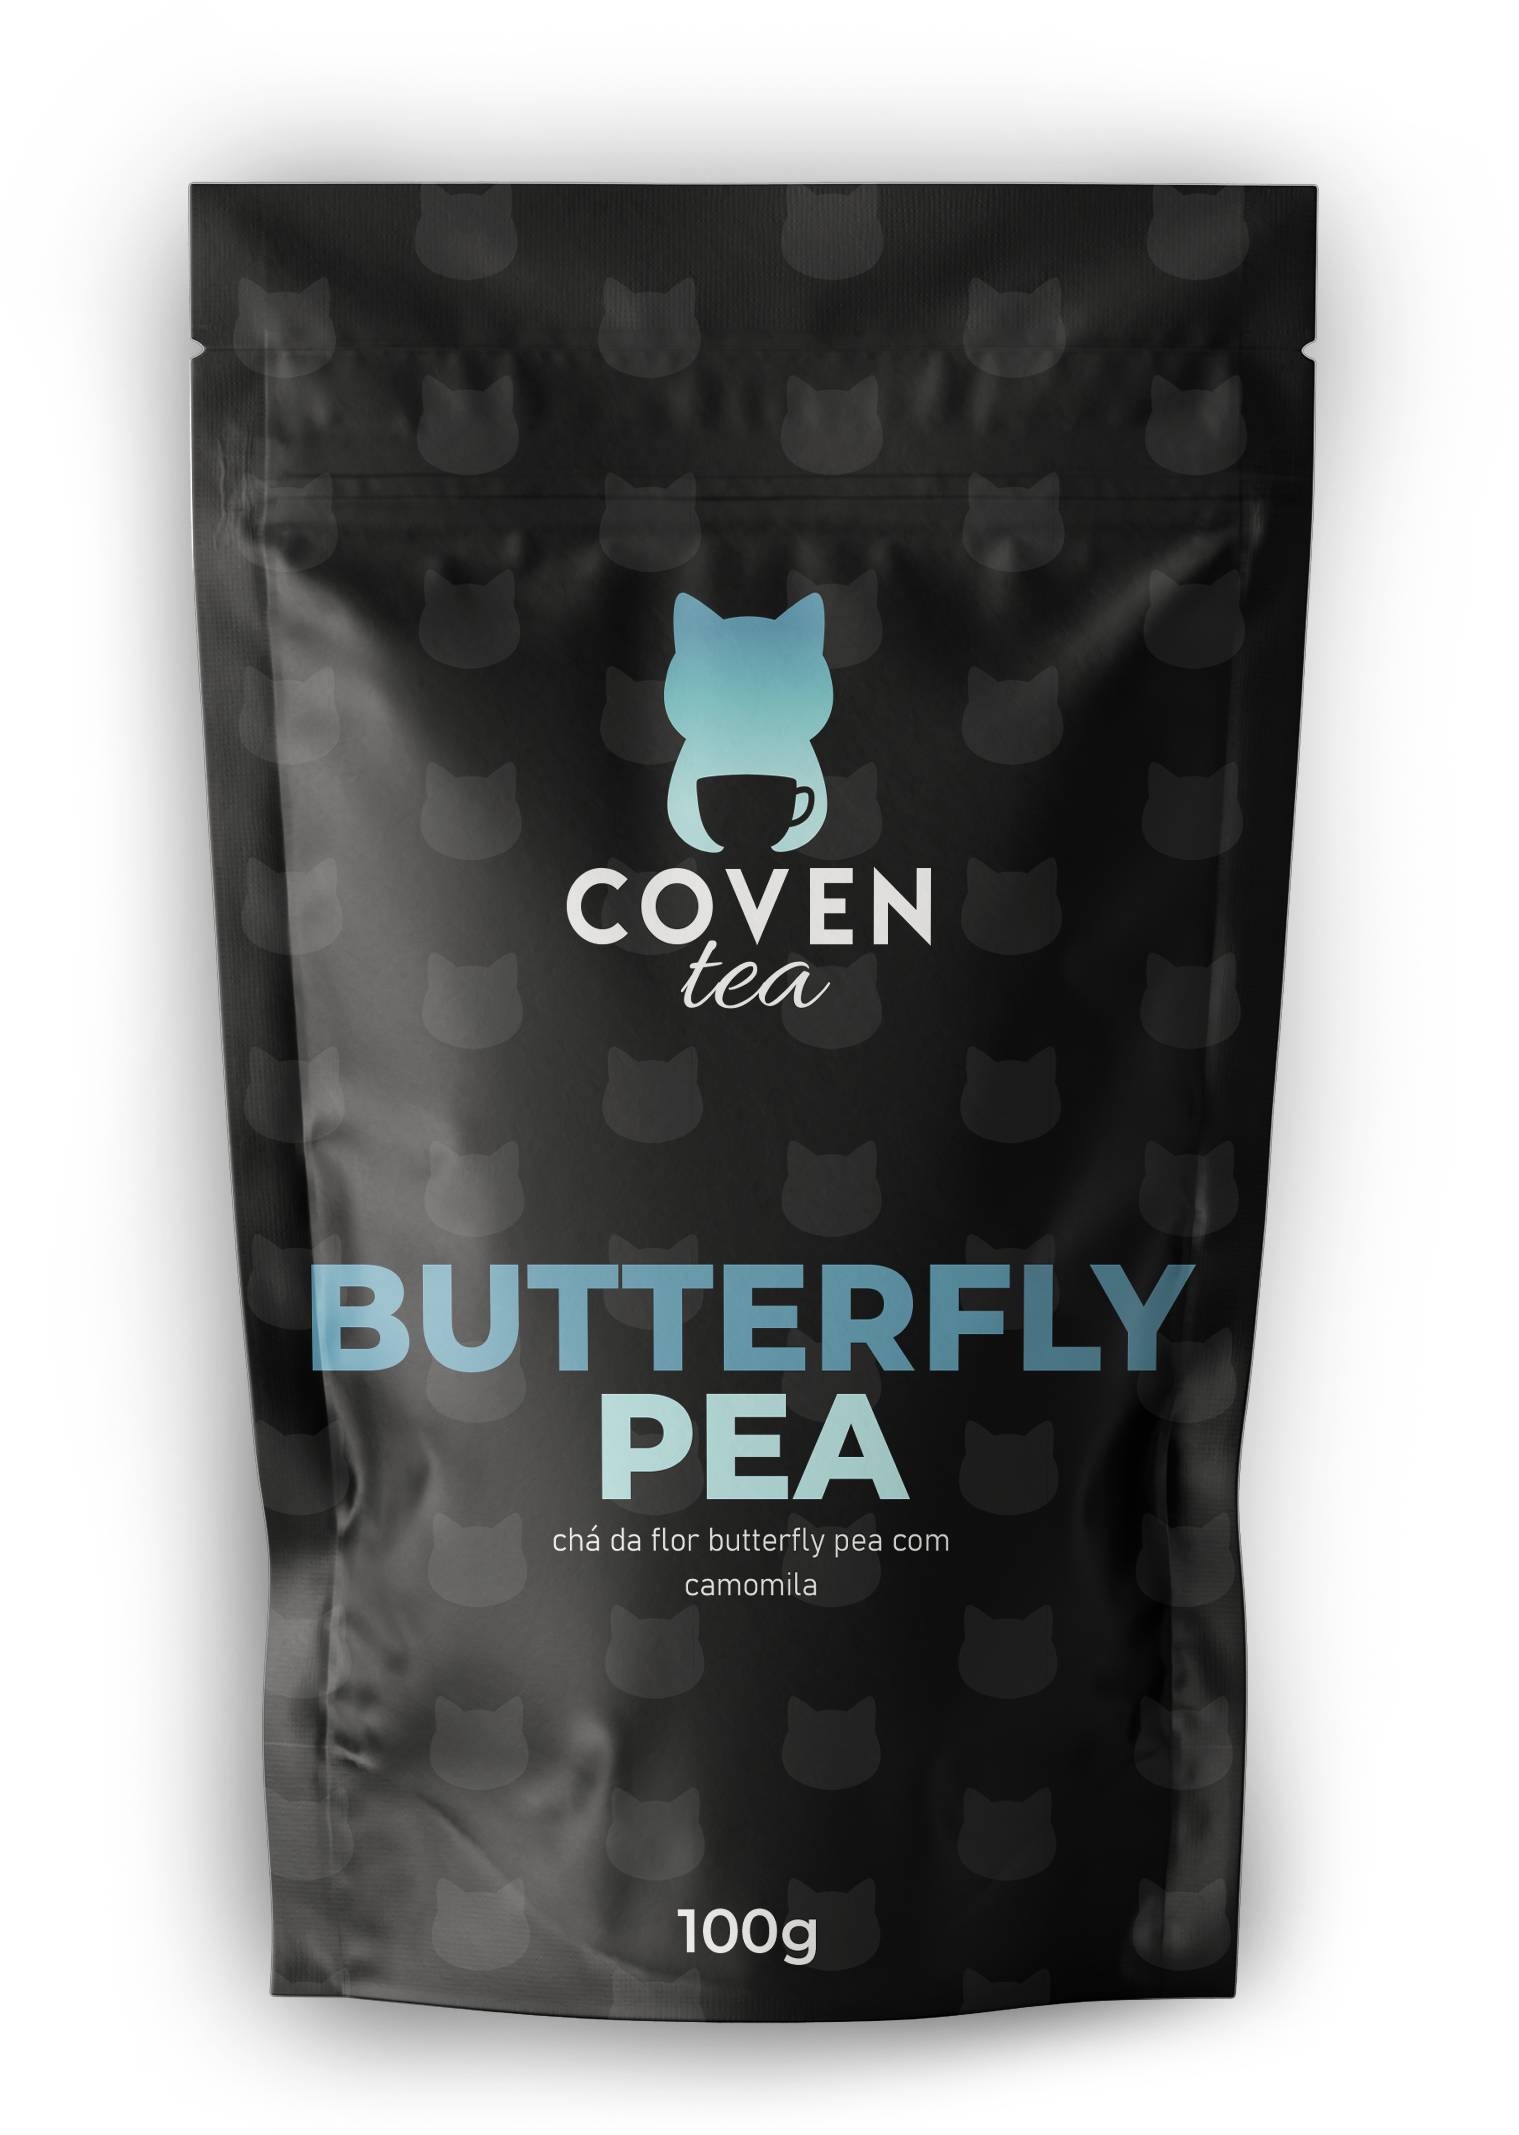 COVEN
tea
BUTTERFLY
PEA
chá da flor butterfly pea com
camomila
100g